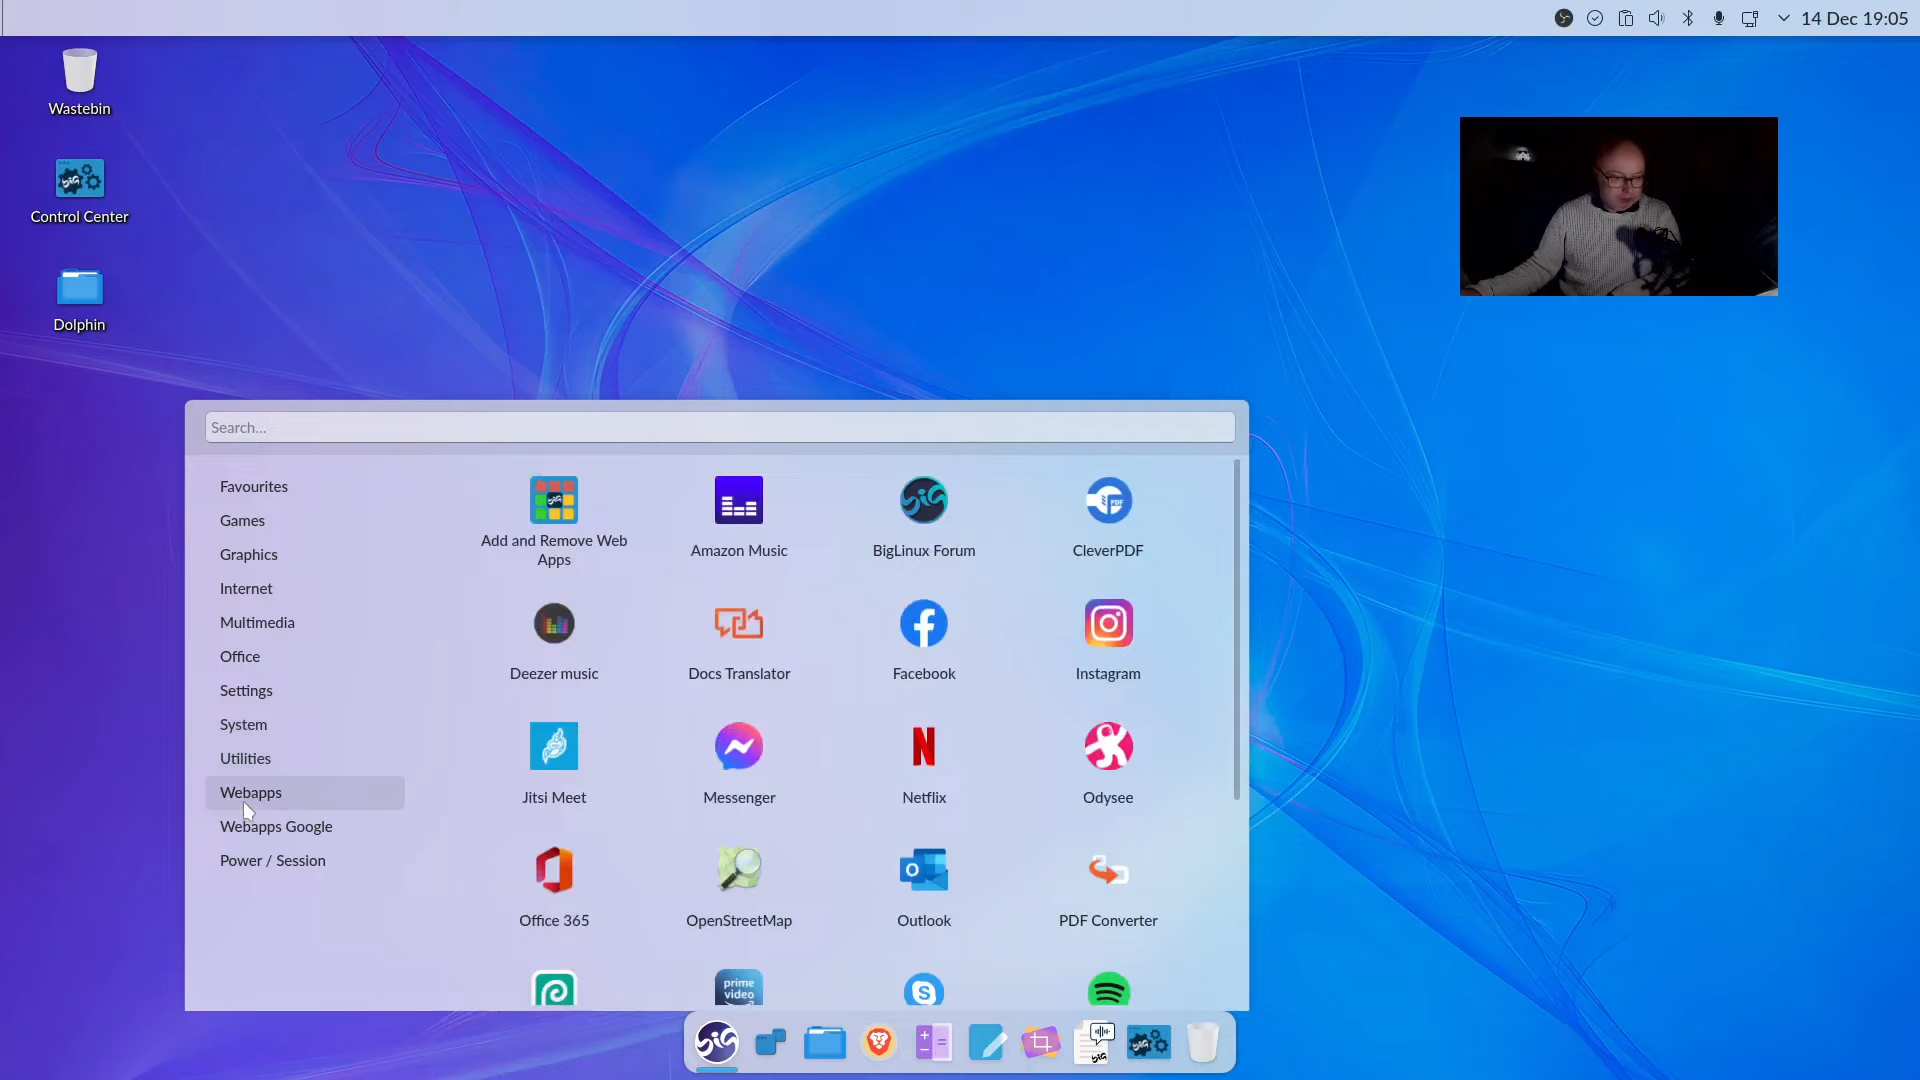 14 Dec 19:05
Wastebin
Control Center
Dolphin
Search...
Favourites
Games
Graphics
Internet
Multimedia
Office
Settings
System
Utilities
Webapps
Webapps Google
Power / Session
Add and Remove Web
Apps
Amazon Music
BigLinux Forum
CleverPDF
Deezer music
Docs Translator
Facebook
Instagram
Jitsi Meet
Messenger
Netflix
Odysee
Office 365
OpenStreetMap
Outlook
PDF Converter
prime
video